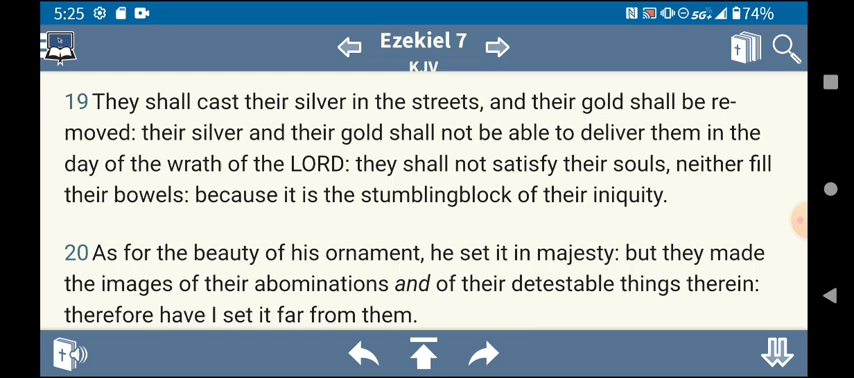 5:25 5G+ 74%
Ezekiel 7
KJV
19 They shall cast their silver in the streets, and their gold shall be re-
moved: their silver and their gold shall not be able to deliver them in the
day of the wrath of the LORD: they shall not satisfy their souls, neither fill
their bowels: because it is the stumblingblock of their iniquity.
20 As for the beauty of his ornament, he set it in majesty: but they made
the images of their abominations and of their detestable things therein:
therefore have I set it far from them.